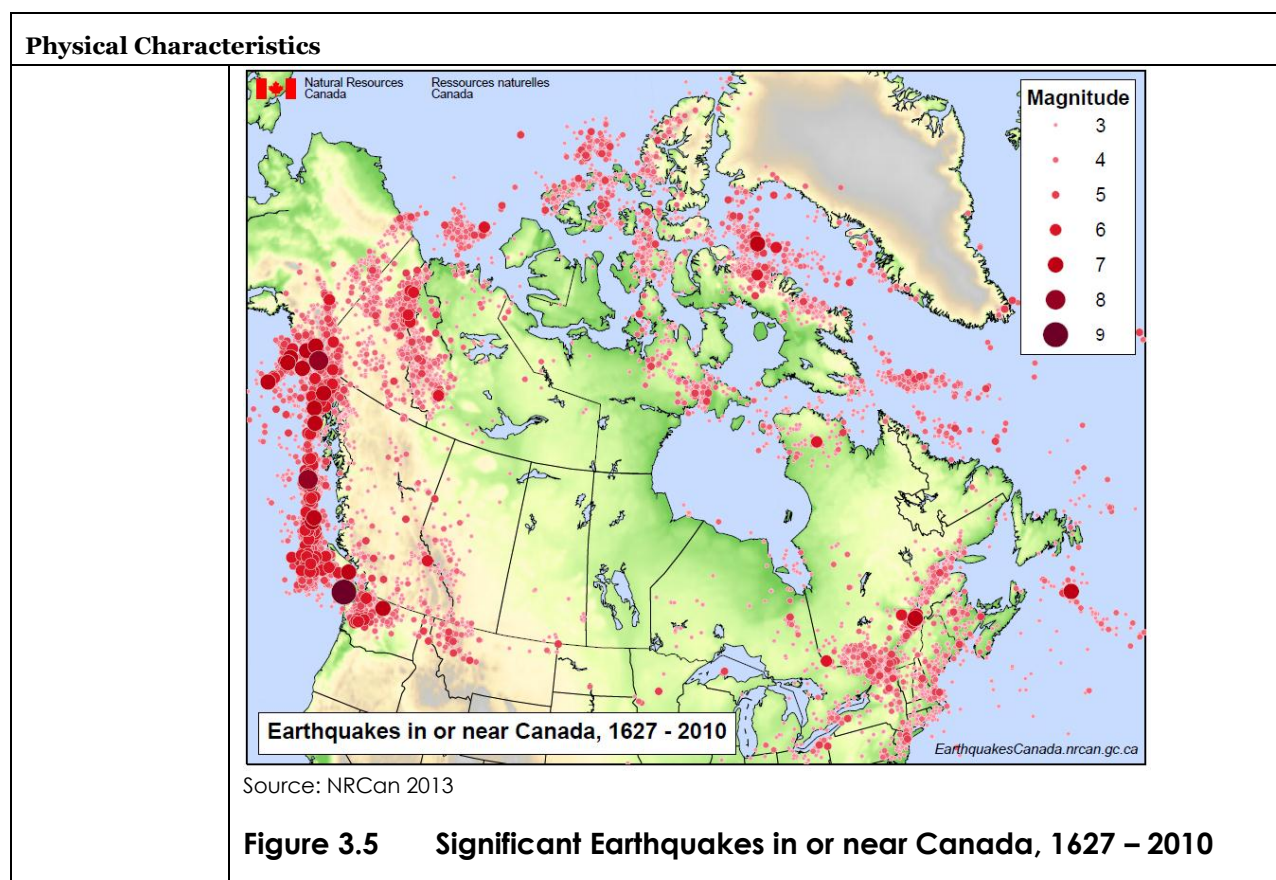 Physical Characteristics
Natural Resources Canada
Ressources naturelles Canada
Magnitude
3
4
5
6
7
8
9
Earthquakes in or near Canada, 1627 - 2010
EarthquakesCanada.nrcan.gc.ca
Source: NRCan 2013
Figure 3.5 Significant Earthquakes in or near Canada, 1627 – 2010